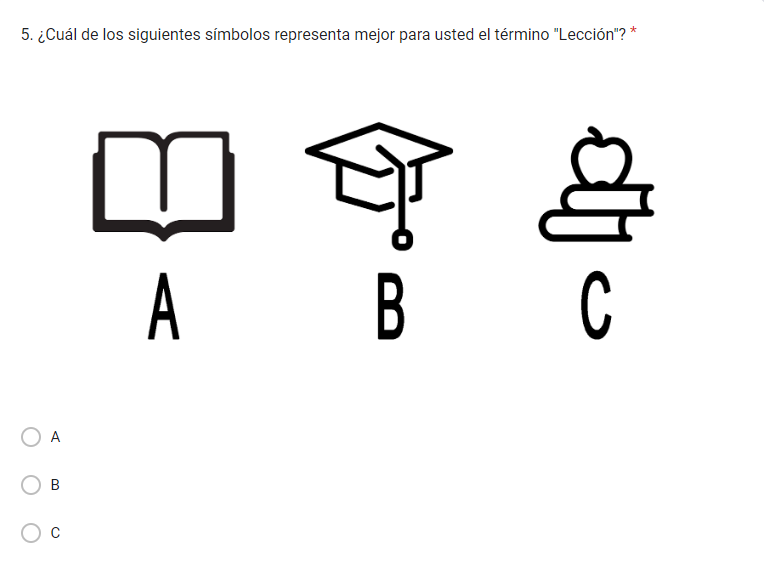 5. ¿Cuál de los siguientes símbolos representa mejor para usted el término "Lección"? *
A B C
A
B
C